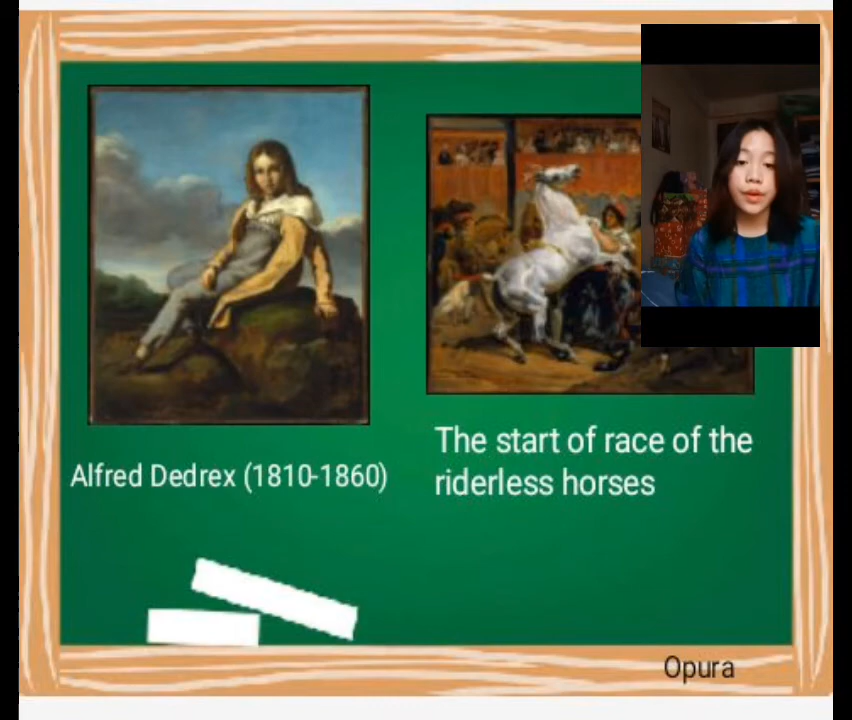 Alfred Dedrex (1810-1860)
The start of race of the
riderless horses
Opura